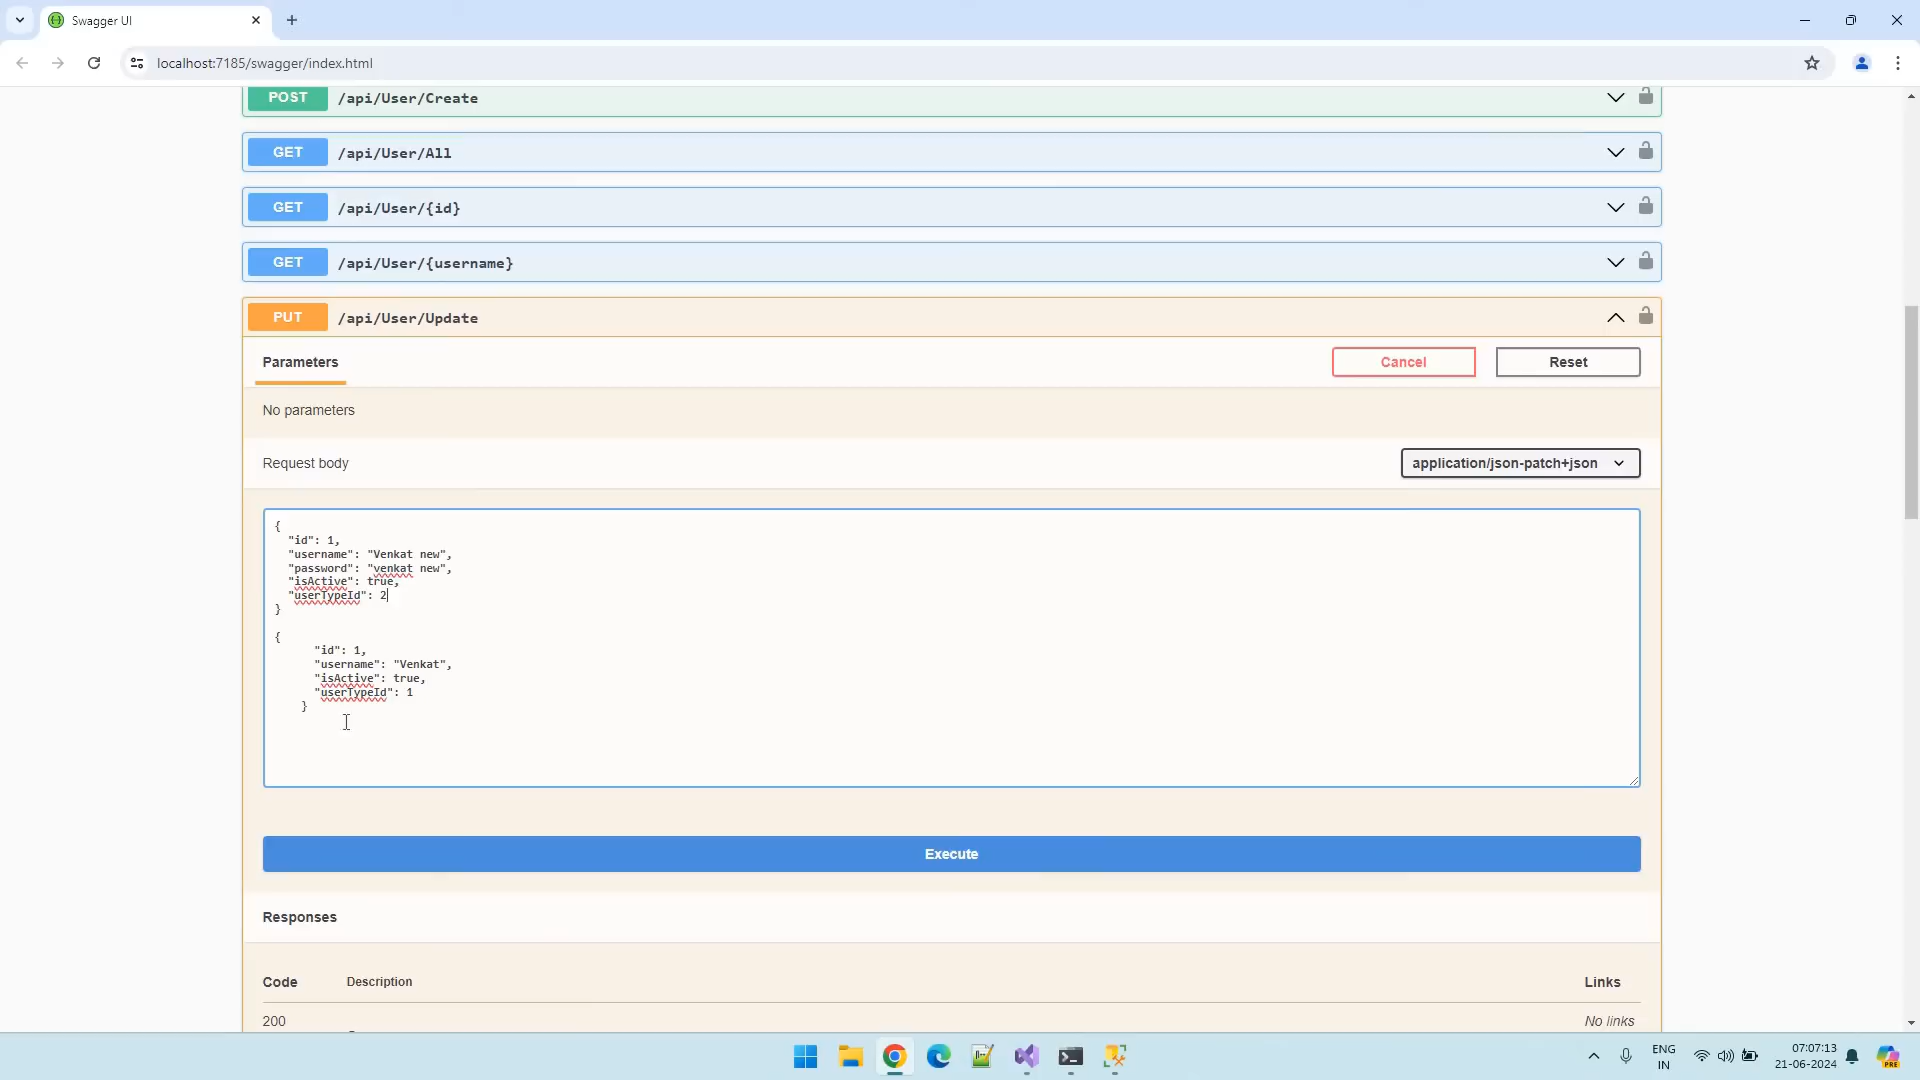 Swagger UI
localhost:7185/swagger/index.html
POST /api/User/Create
GET /api/User/All
GET /api/User/{id}
GET /api/User/{username}
PUT /api/User/Update
Parameters
Cancel
Reset
No parameters
Request body
application/json-patch+json
{
"id": 1,
"username": "Venkat new",
"password": "venkat new",
"isActive": true,
"userTypeId": 2
}
{
"id": 1,
"username": "Venkat",
"isActive": true,
"userTypeId": 1
}
Execute
Responses
Code Description Links
200 No links
ENG
IN
07:07:13
21-06-2024
PRE